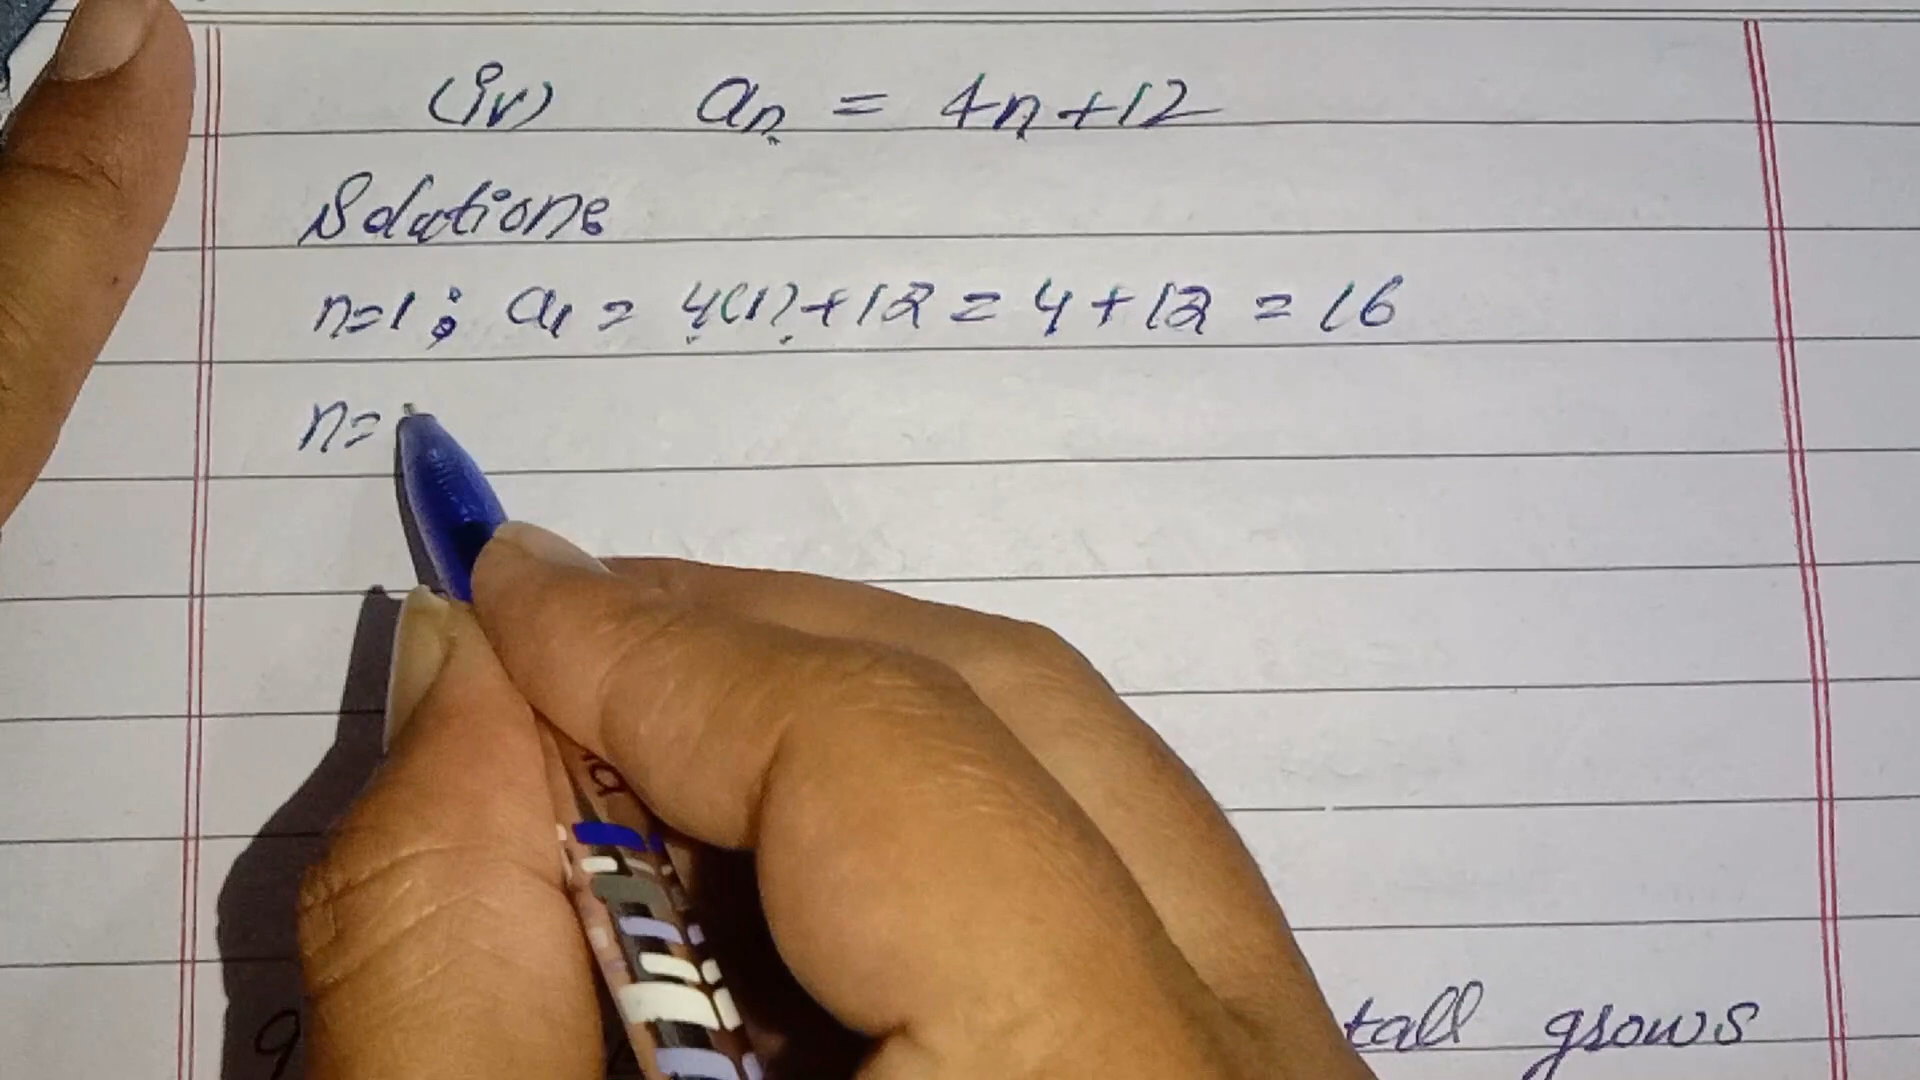 (iv) aₙ = 4n+12
Solution:
n=1; a₁ = 4(1)+12 = 4+12 = 16
n=
tall grows